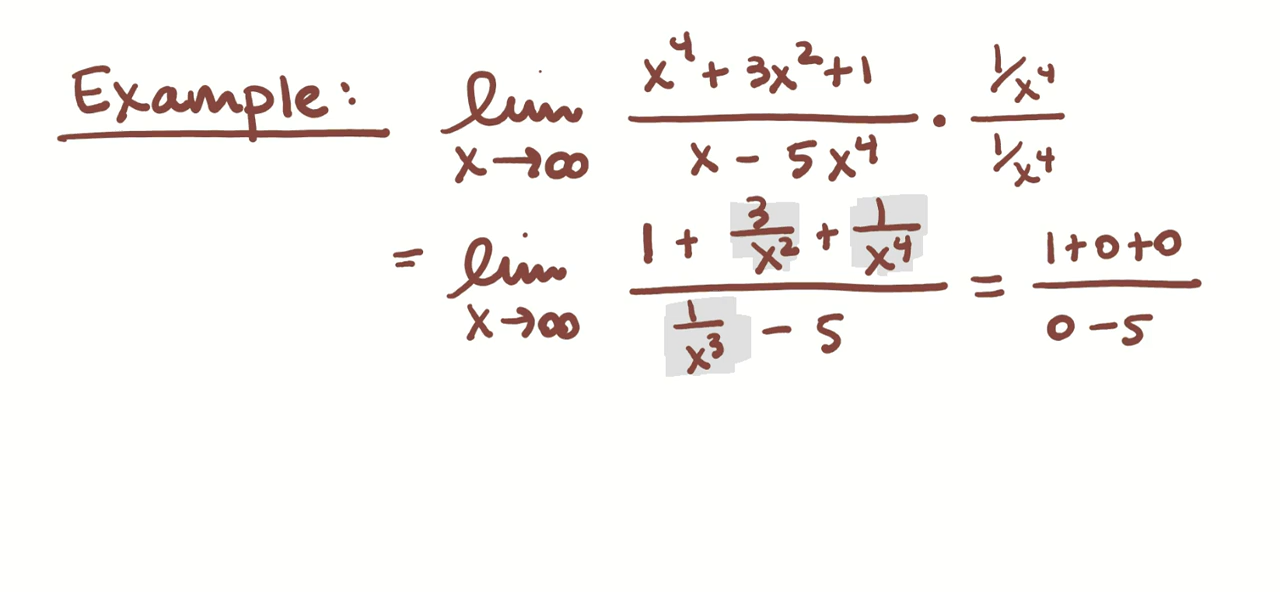 Example: lim x→∞ (x⁴ + 3x² + 1)/(x − 5x⁴) · (1/x⁴)/(1/x⁴)
= lim x→∞ (1 + 3/x² + 1/x⁴)/(1/x³ − 5) = (1+0+0)/(0−5)